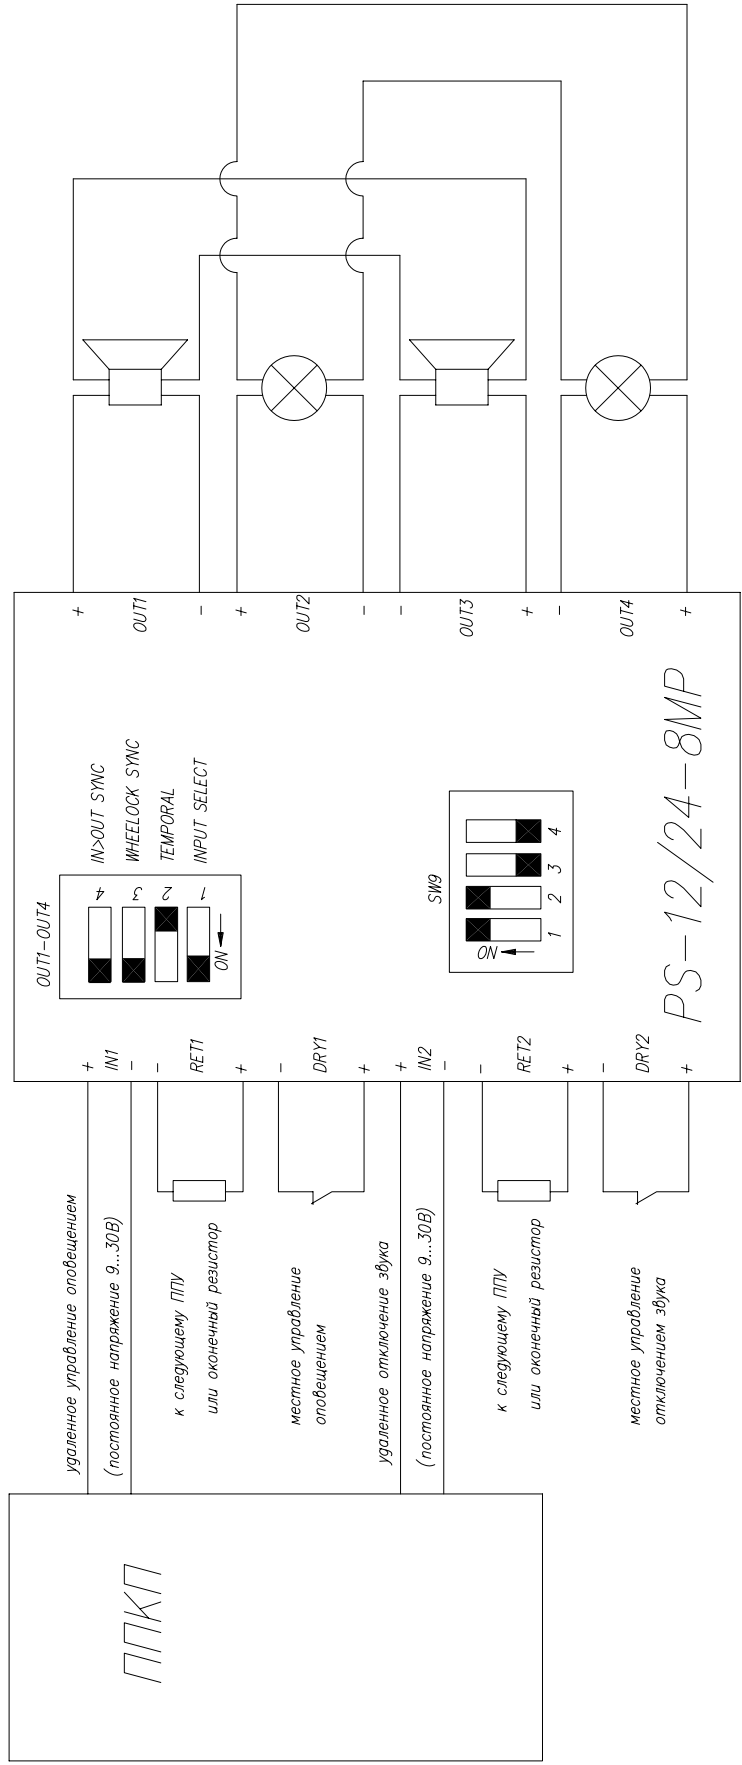 +
OUT1
-
+
OUT2
-
-
OUT3
+
-
OUT4
+
OUT1-OUT4
4
IN>OUT SYNC
3
WHEELOCK SYNC
2
TEMPORAL
1
INPUT SELECT
ON
SW9
ON
1
2
3
4
PS-12/24-8MP
+
IN1
-
-
RET1
+
-
DRY1
+
+
IN2
-
-
RET2
+
-
DRY2
+
удаленное управление оповещением
(постоянное напряжение 9...30В)
к следующему ППУ
или оконечный резистор
местное управление
оповещением
удаленное отключение звука
(постоянное напряжение 9...30В)
к следующему ППУ
или оконечный резистор
местное управление
отключением звука
ППКП